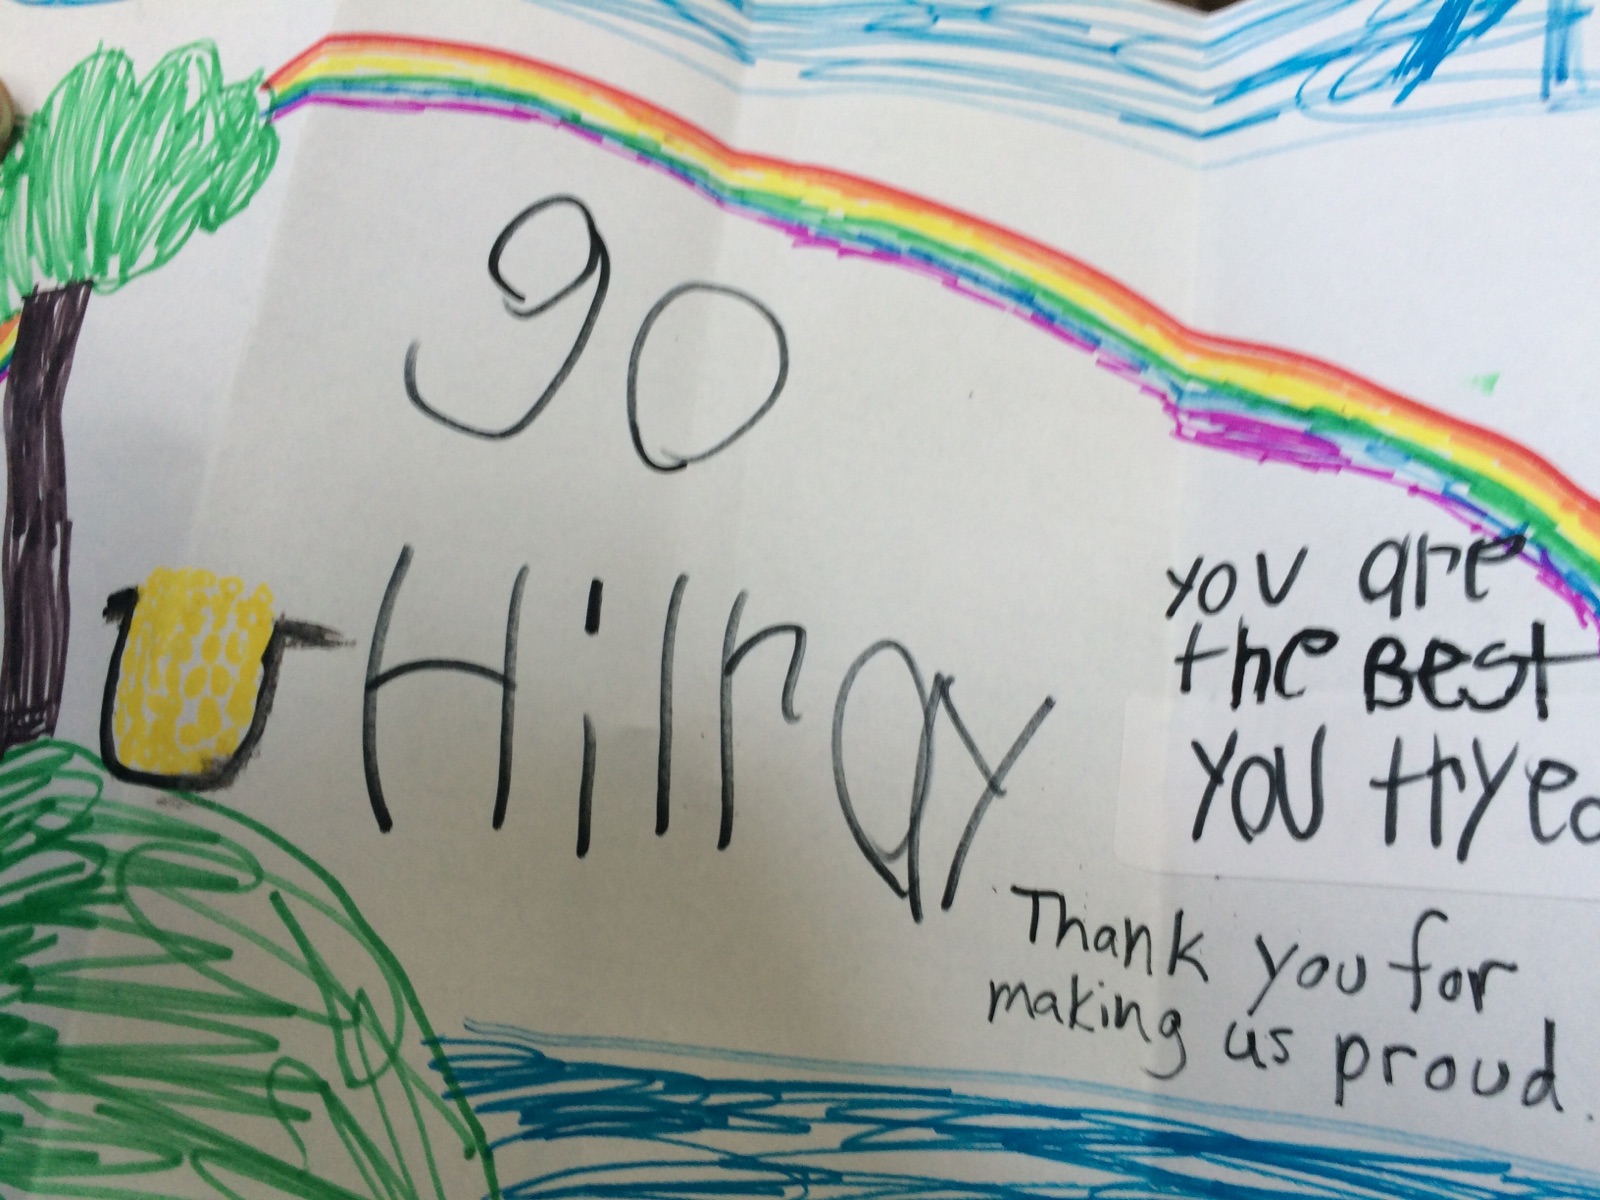 go
Hilray
you are
the Best
you tryed
Thank you for
making us proud.